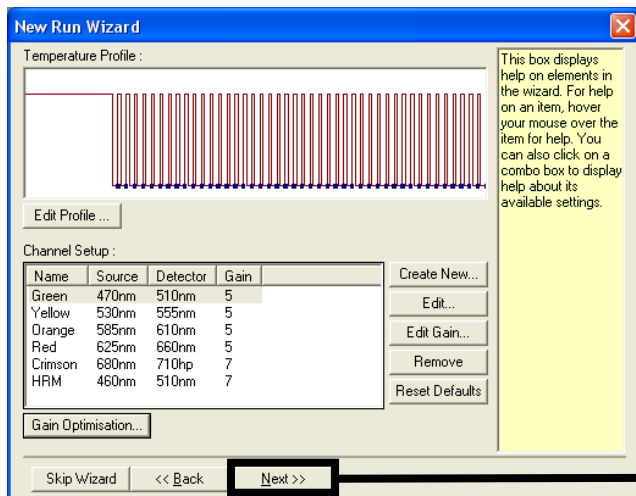 New Run Wizard
Temperature Profile :
Edit Profile ...
Channel Setup :
Name Source Detector Gain
Green 470nm 510nm 5
Yellow 530nm 555nm 5
Orange 585nm 610nm 5
Red 625nm 660nm 5
Crimson 680nm 710hp 7
HRM 460nm 510nm 7
Create New...
Edit...
Edit Gain...
Remove
Reset Defaults
Gain Optimisation...
This box displays
help on elements in
the wizard. For help
on an item, hover
your mouse over the
item for help. You
can also click on a
combo box to display
help about its
available settings.
Skip Wizard << Back Next >>